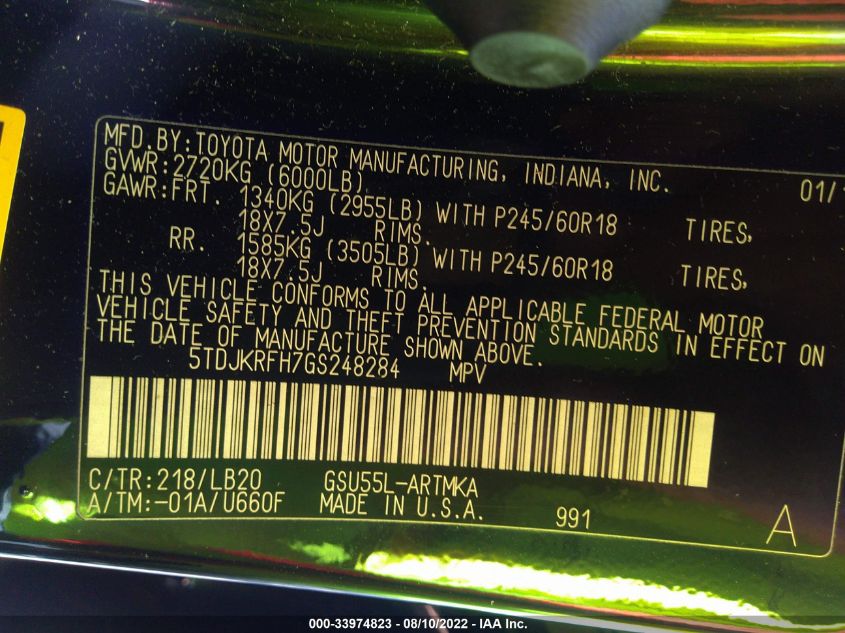 MFD.BY:TOYOTA MOTOR MANUFACTURING, INDIANA, INC. 01/1
GVWR:2720KG (6000LB)
GAWR:FRT. 1340KG (2955LB) WITH P245/60R18 TIRES,
18X7.5J RIMS.
RR. 1585KG (3505LB) WITH P245/60R18 TIRES,
18X7.5J RIMS.
THIS VEHICLE CONFORMS TO ALL APPLICABLE FEDERAL MOTOR
VEHICLE SAFETY AND THEFT PREVENTION STANDARDS IN EFFECT ON
THE DATE OF MANUFACTURE SHOWN ABOVE.
5TDJKRFH7GS248284 MPV
C/TR:218/LB20 GSU55L-ARTMKA
A/TM:-01A/U660F MADE IN U.S.A. 991 A
000-33974823 - 08/10/2022 - IAA Inc.